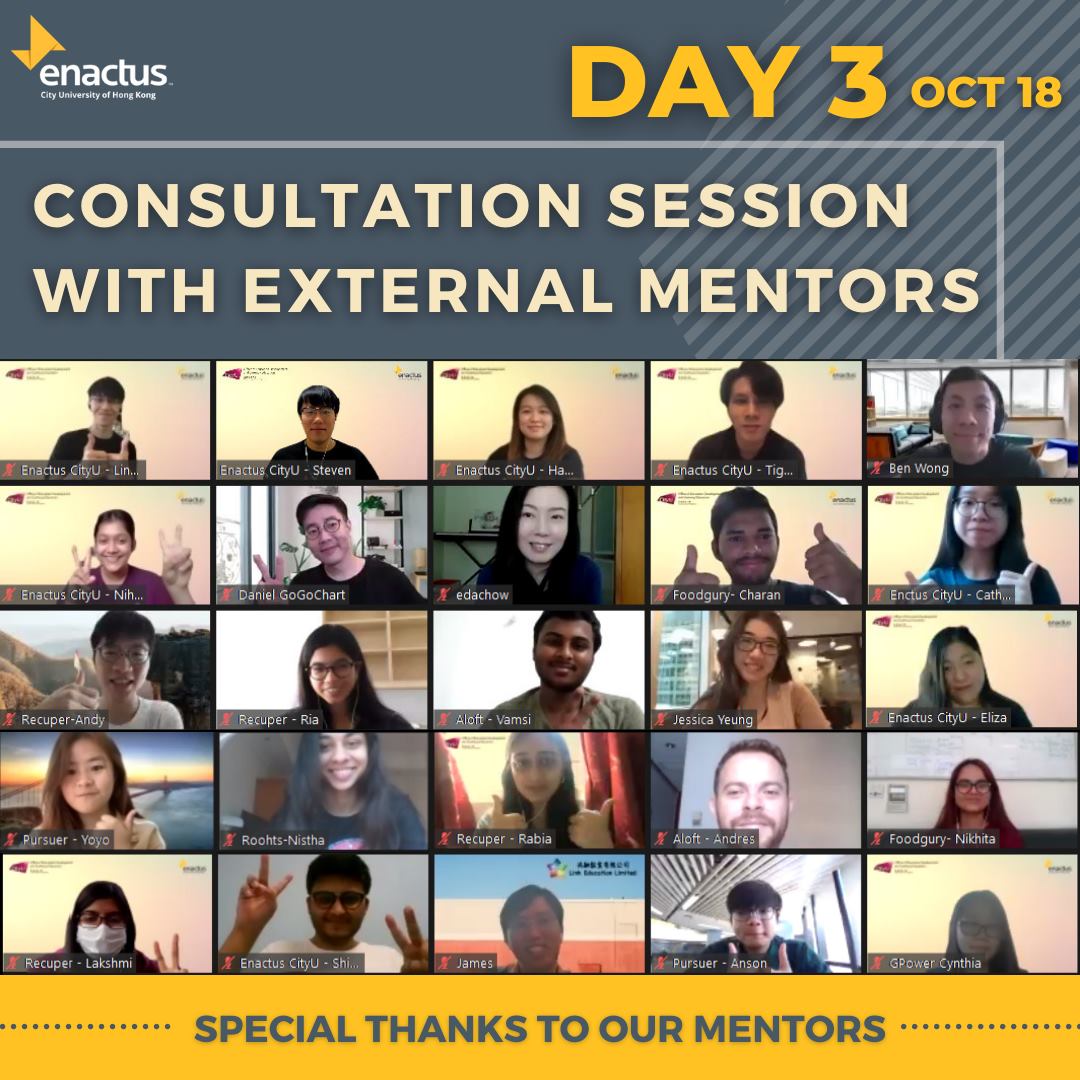 enactus
City University of Hong Kong
DAY 3 OCT 18
CONSULTATION SESSION
WITH EXTERNAL MENTORS
Enactus CityU - Lin...
Enactus CityU - Steven
Enactus CityU - Ha...
Enactus CityU - Tig...
Ben Wong
Enactus CityU - Nih...
Daniel GoGoChart
edachow
Foodgury- Charan
Enctus CityU - Cath...
Recuper-Andy
Recuper - Ria
Aloft - Vamsi
Jessica Yeung
Enactus CityU - Eliza
Pursuer - Yoyo
Roohts-Nistha
Recuper - Rabia
Aloft - Andres
Foodgury- Nikhita
Recuper - Lakshmi
Enactus CityU - Shi...
Link Education Limited
James
Pursuer - Anson
GPower Cynthia
SPECIAL THANKS TO OUR MENTORS